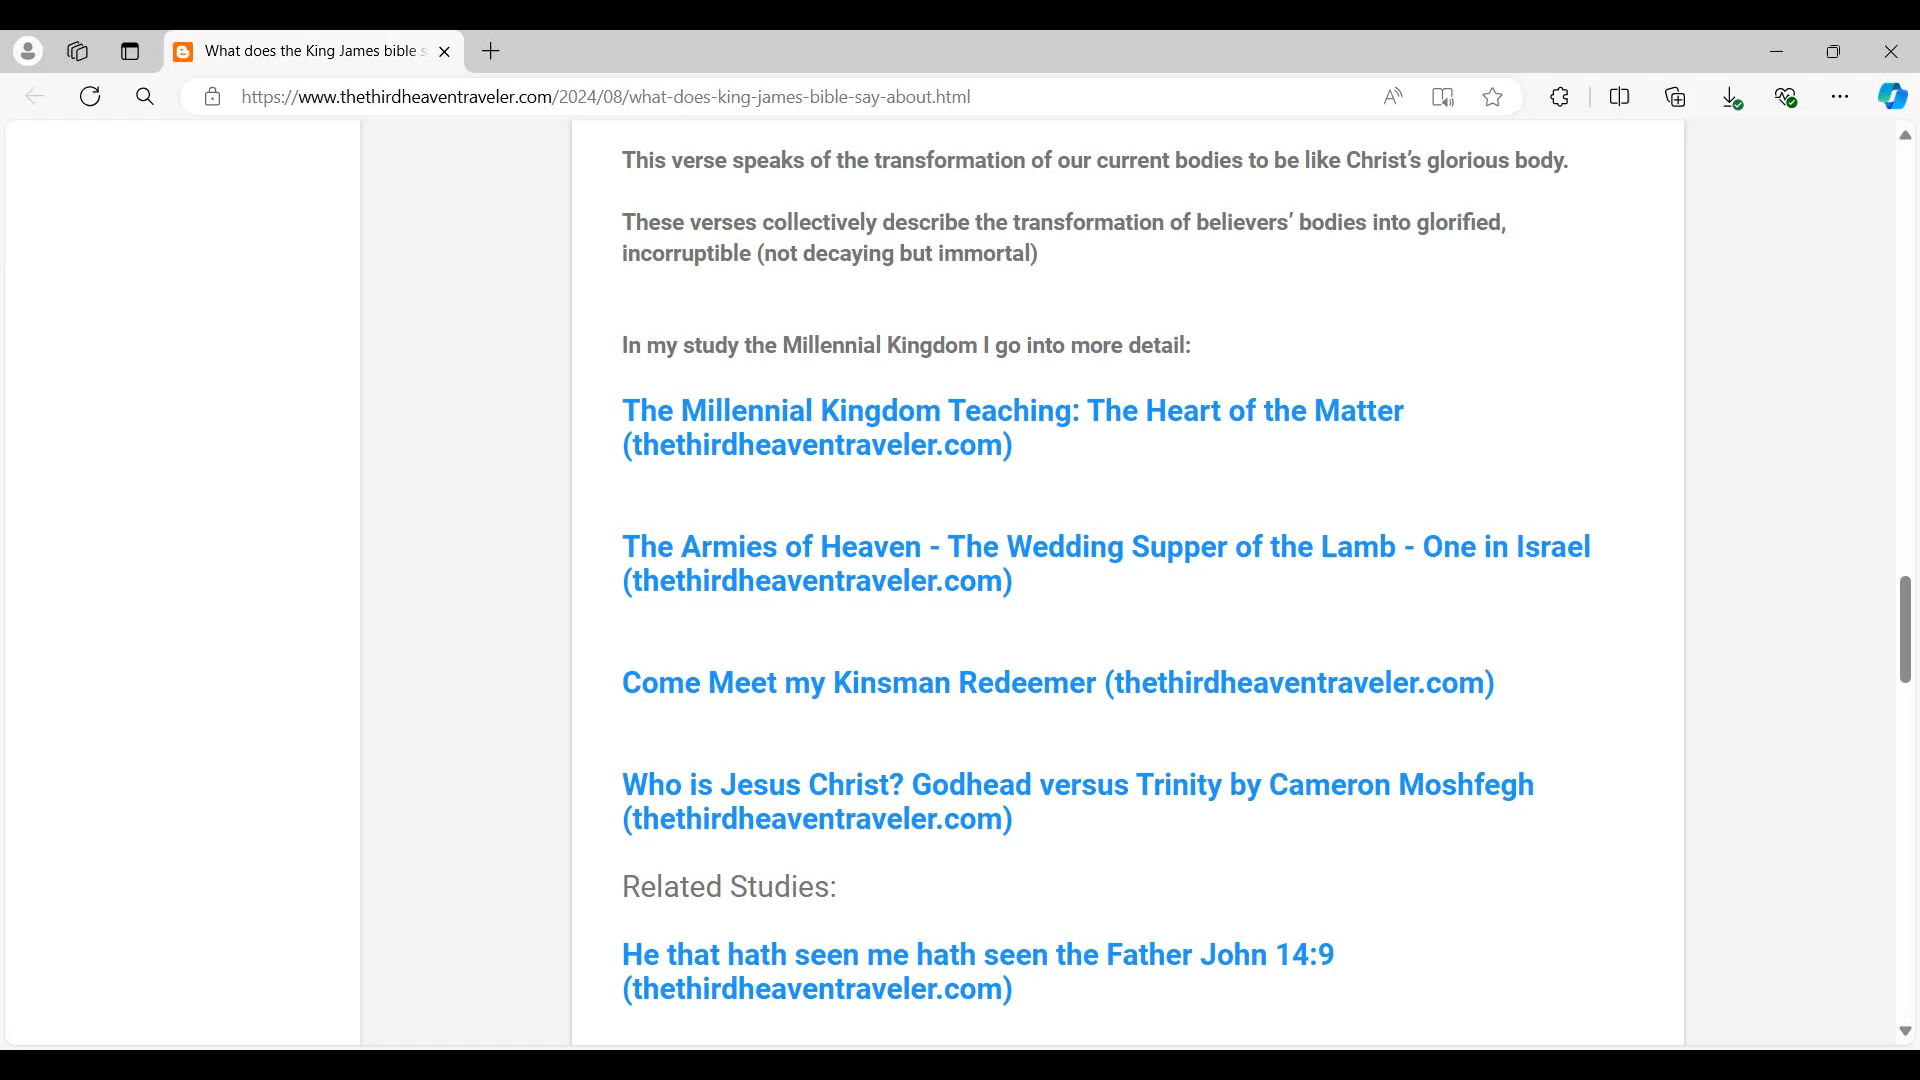 What does the King James bible s
https://www.thethirdheaventraveler.com/2024/08/what-does-king-james-bible-say-about.html
This verse speaks of the transformation of our current bodies to be like Christ’s glorious body.
These verses collectively describe the transformation of believers’ bodies into glorified,
incorruptible (not decaying but immortal)
In my study the Millennial Kingdom I go into more detail:
The Millennial Kingdom Teaching: The Heart of the Matter
(thethirdheaventraveler.com)
The Armies of Heaven - The Wedding Supper of the Lamb - One in Israel
(thethirdheaventraveler.com)
Come Meet my Kinsman Redeemer (thethirdheaventraveler.com)
Who is Jesus Christ? Godhead versus Trinity by Cameron Moshfegh
(thethirdheaventraveler.com)
Related Studies:
He that hath seen me hath seen the Father John 14:9
(thethirdheaventraveler.com)